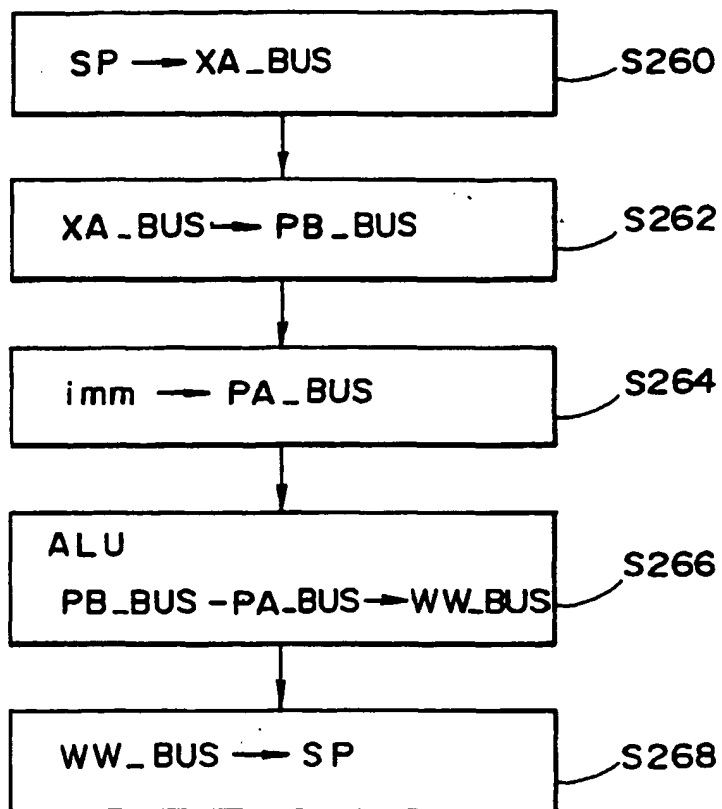 SP → XA_BUS
S260
XA_BUS → PB_BUS
S262
imm → PA_BUS
S264
ALU
PB_BUS - PA_BUS → WW_BUS
S266
WW_BUS → SP
S268